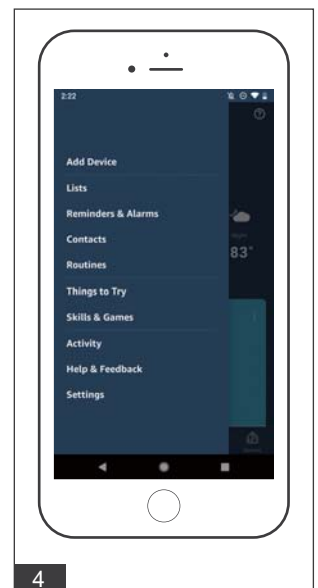 2:22
Add Device
Lists
Reminders & Alarms
83°
Contacts
Routines
Things to Try
Skills & Games
Activity
Help & Feedback
Settings
4